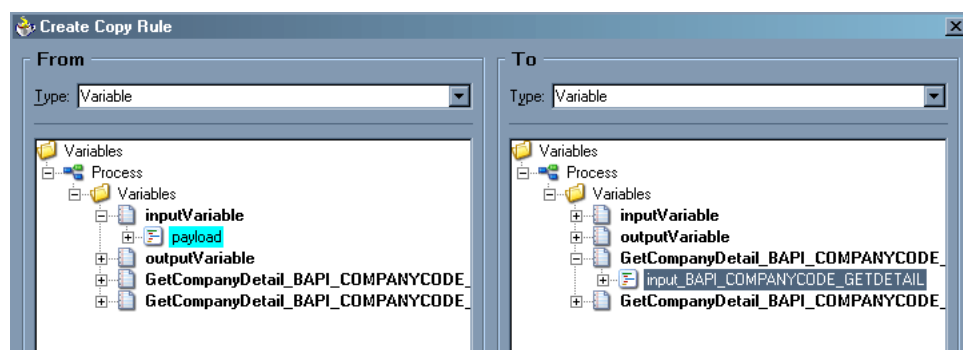 Create Copy Rule
From
Type: Variable
Variables
Process
Variables
inputVariable
payload
outputVariable
GetCompanyDetail_BAPI_COMPANYCODE_
GetCompanyDetail_BAPI_COMPANYCODE_
To
Type: Variable
Variables
Process
Variables
inputVariable
outputVariable
GetCompanyDetail_BAPI_COMPANYCODE_
input_BAPI_COMPANYCODE_GETDETAIL
GetCompanyDetail_BAPI_COMPANYCODE_